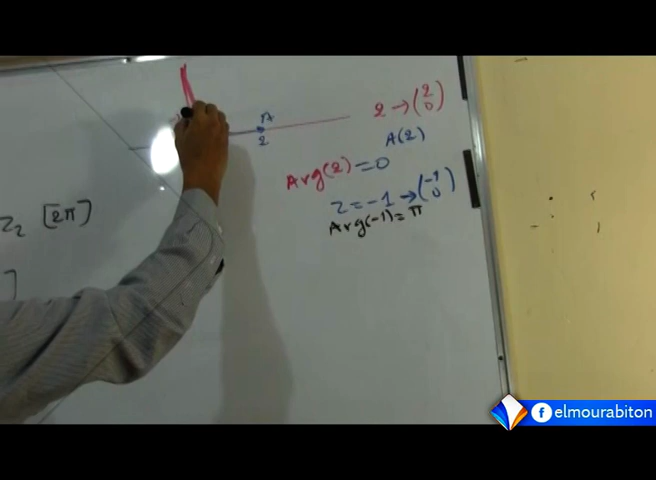 A
2
2 → (2 0)
A(2)
Arg(2) = 0
z = -1 → (-1 0)
Arg(-1) = π
z₂ [2π]
]
f elmourabiton